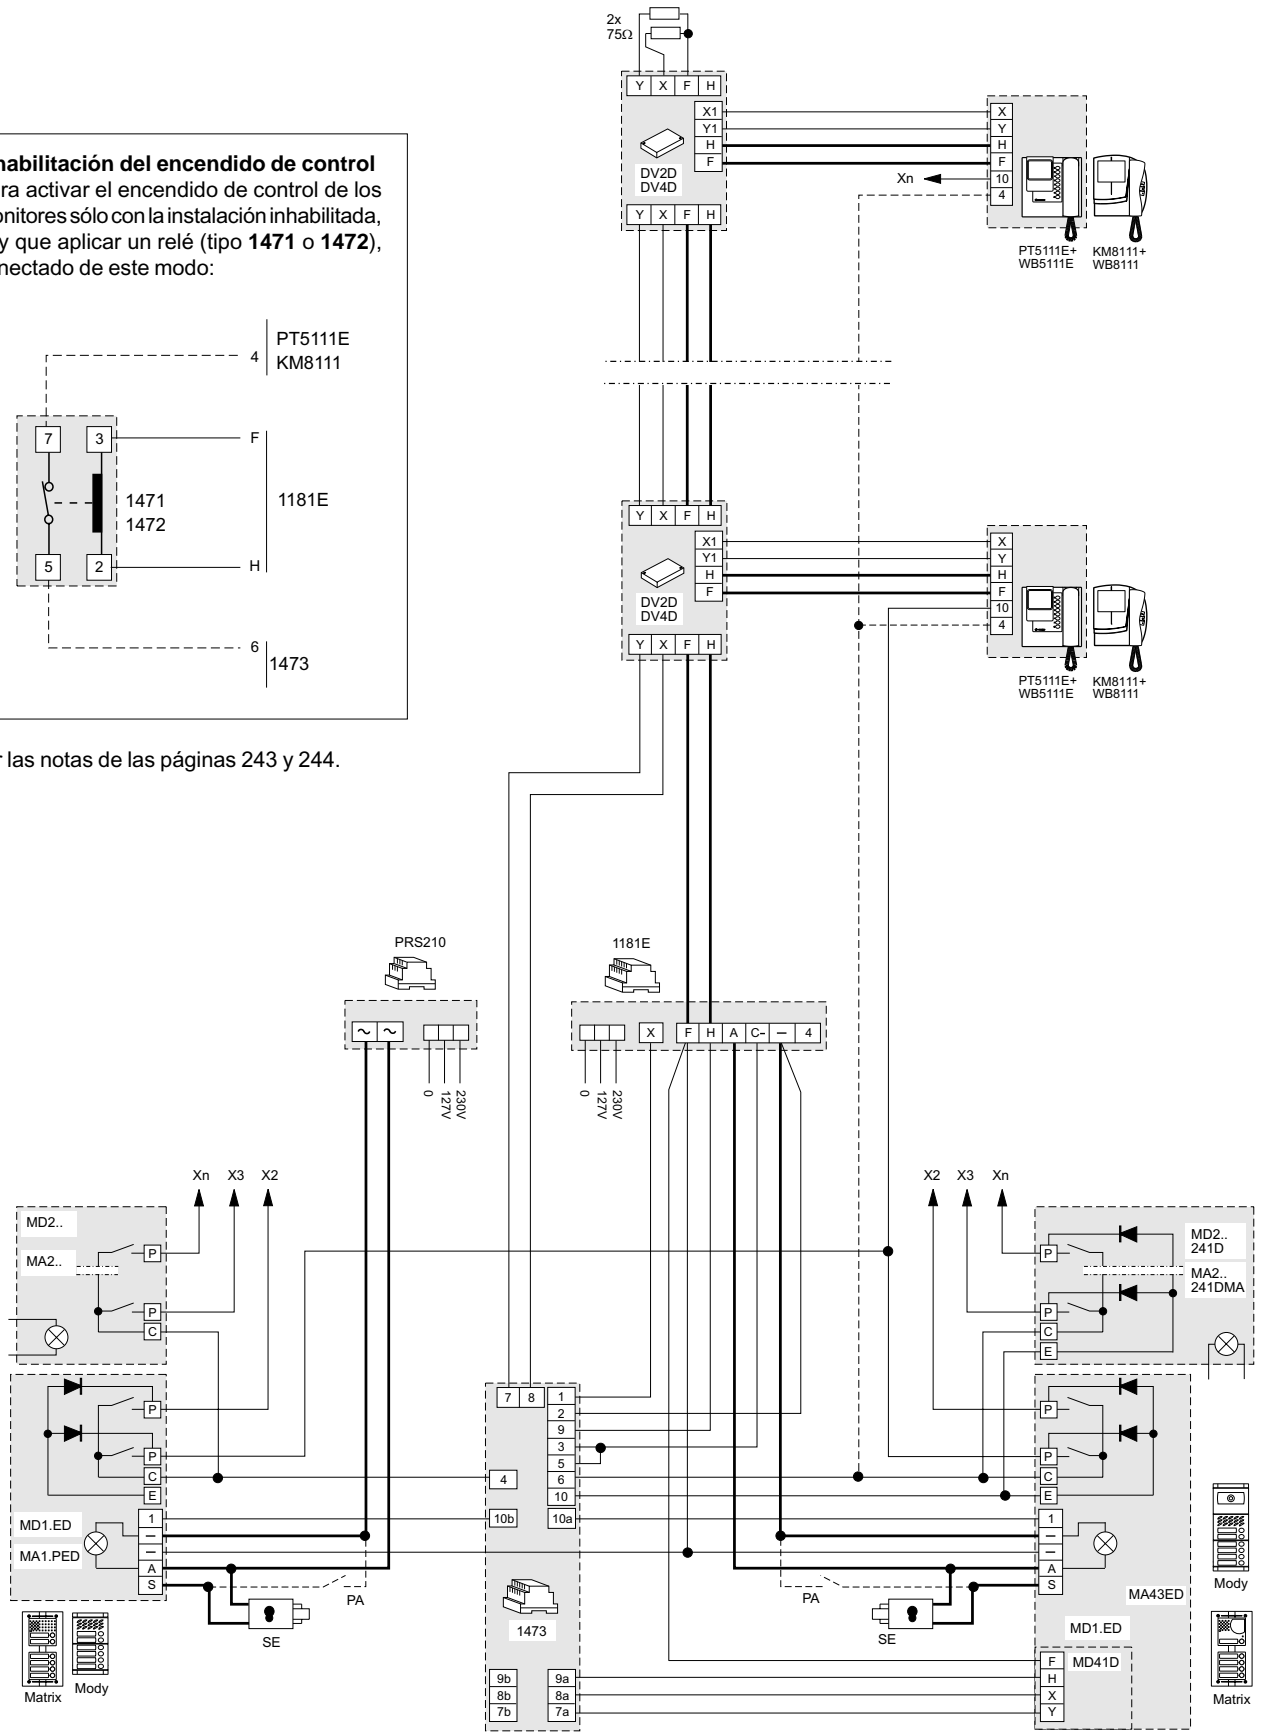 2x
75Ω
Y X F H
X1
Y1
H
F
DV2D
DV4D
Y X F H
X
Y
H
F
10
4
Xn
PT5111E+
WB5111E
KM8111+
WB8111
habilitación del encendido de control
ra activar el encendido de control de los
onitores sólo con la instalación inhabilitada,
y que aplicar un relé (tipo 1471 o 1472),
nectado de este modo:
4
PT5111E
KM8111
7 3
F
1471
1472
1181E
5 2
H
6
1473
r las notas de las páginas 243 y 244.
Y X F H
X1
Y1
H
F
DV2D
DV4D
Y X F H
X
Y
H
F
10
4
PT5111E+
WB5111E
KM8111+
WB8111
PRS210
~ ~
0
127V
230V
1181E
X F H A C- – 4
0
127V
230V
Xn X3 X2
MD2..
MA2..
P
P
C
P
P
C
E
1
–
–
A
S
MD1.ED
MA1.PED
PA
SE
Matrix
Mody
7 8
1
2
9
3
5
6
10
4
10b 10a
1473
9b 9a
8b 8a
7b 7a
X2 X3 Xn
P
P
C
E
MD2..
241D
MA2..
241DMA
P
P
C
E
1
–
–
A
S
PA
SE
MA43ED
MD1.ED
F
H
X
Y
MD41D
Mody
Matrix